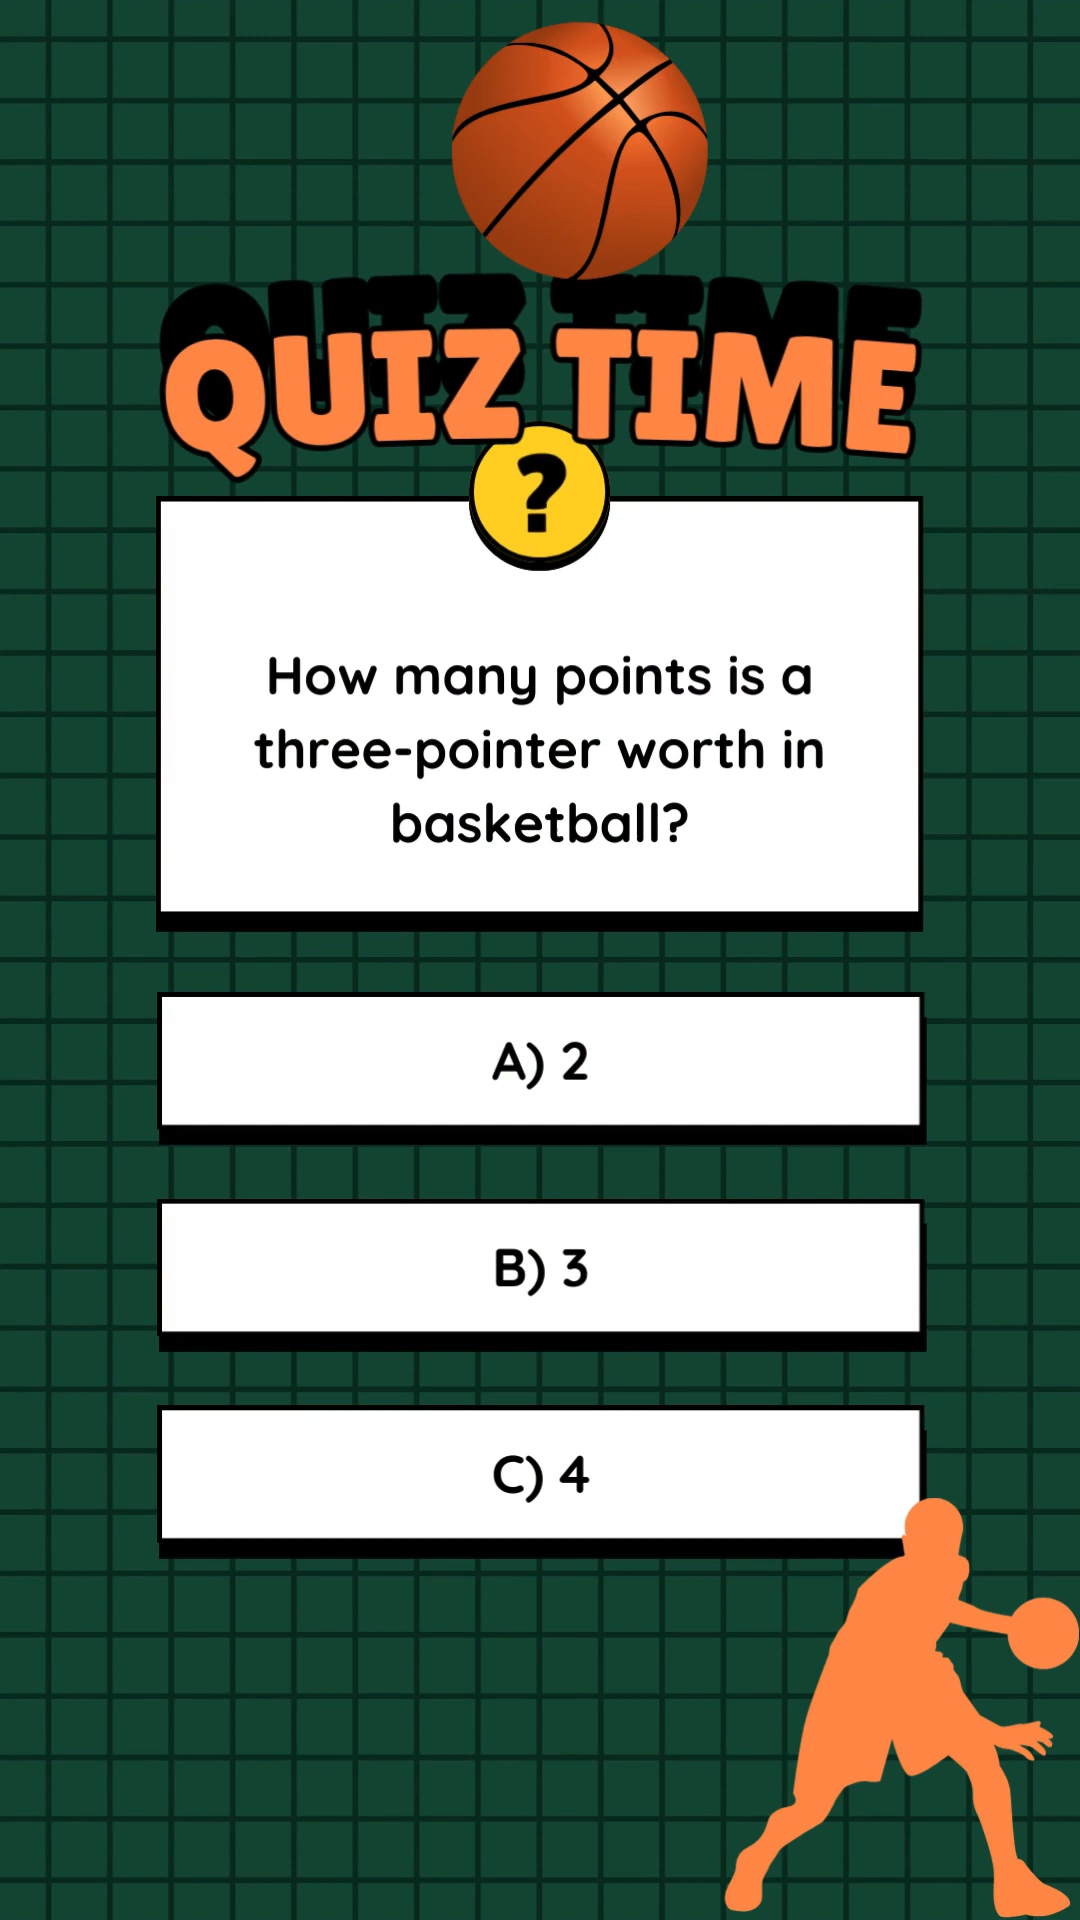 QUIZ TIME
?
How many points is a
three-pointer worth in
basketball?
A) 2
B) 3
C) 4